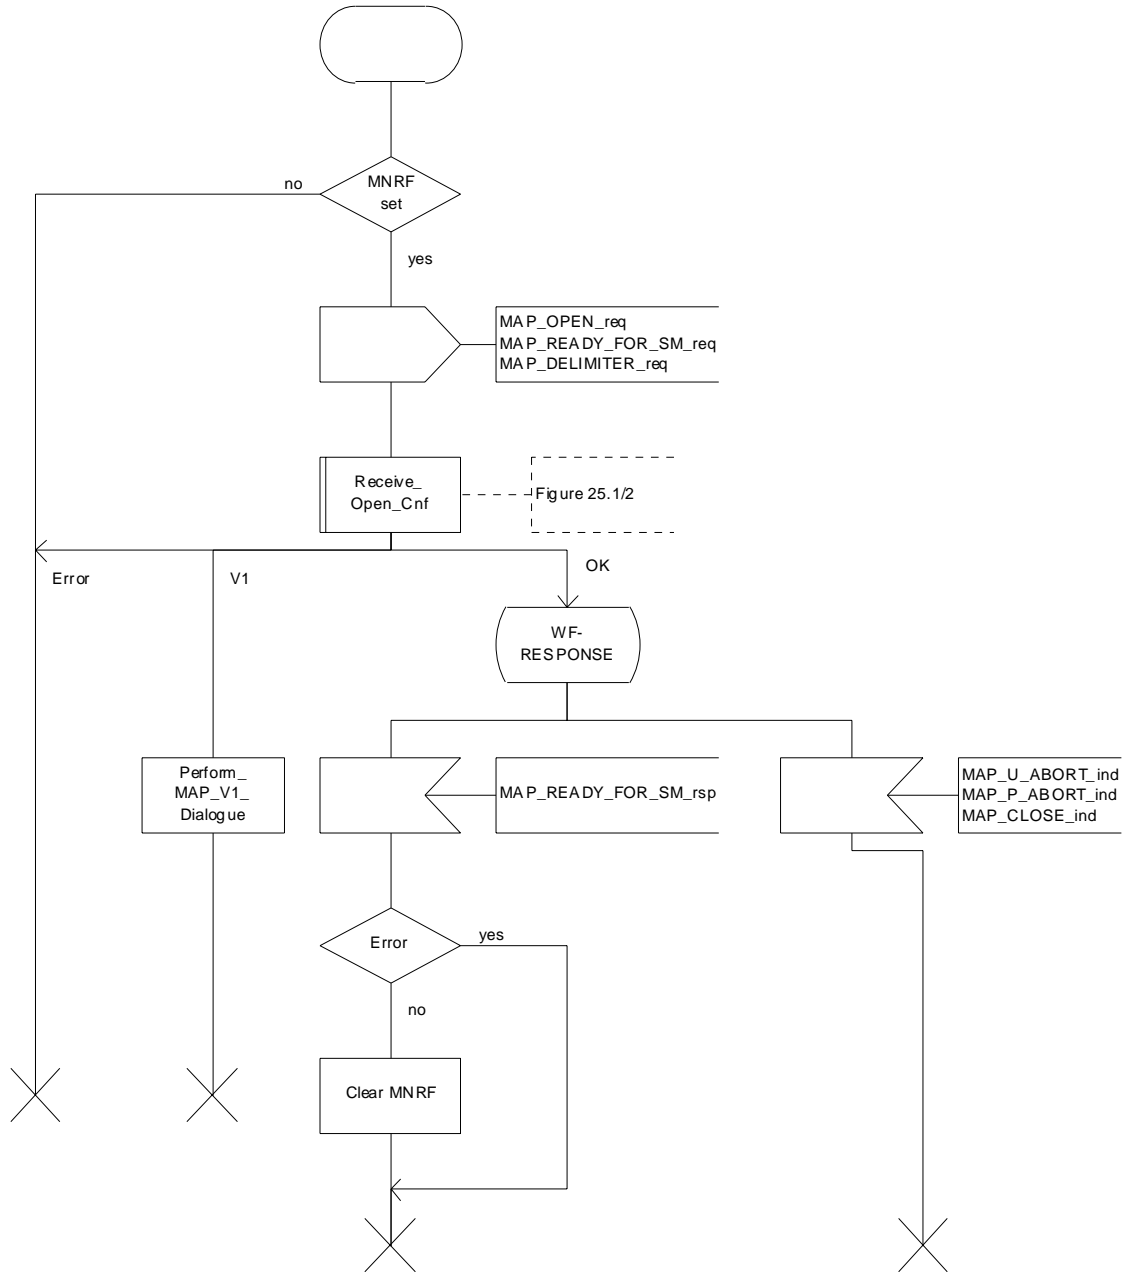 no
MNRF
set
yes
MAP_OPEN_req
MAP_READY_FOR_SM_req
MAP_DELIMITER_req
Receive_
Open_Cnf
Figure 25.1/2
Error
V1
OK
WF-
RESPONSE
Perform_
MAP_V1_
Dialogue
MAP_READY_FOR_SM_rsp
MAP_U_ABORT_ind
MAP_P_ABORT_ind
MAP_CLOSE_ind
Error
yes
no
Clear MNRF